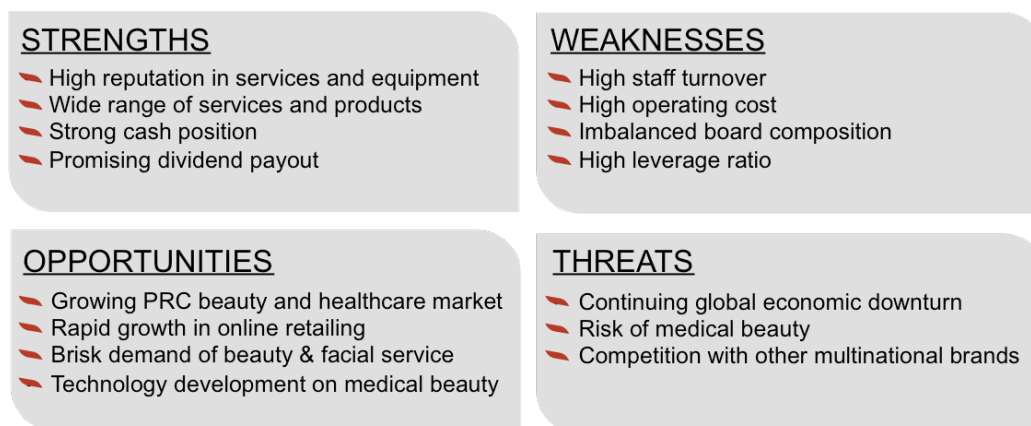 STRENGTHS
High reputation in services and equipment
Wide range of services and products
Strong cash position
Promising dividend payout
WEAKNESSES
High staff turnover
High operating cost
Imbalanced board composition
High leverage ratio
OPPORTUNITIES
Growing PRC beauty and healthcare market
Rapid growth in online retailing
Brisk demand of beauty & facial service
Technology development on medical beauty
THREATS
Continuing global economic downturn
Risk of medical beauty
Competition with other multinational brands